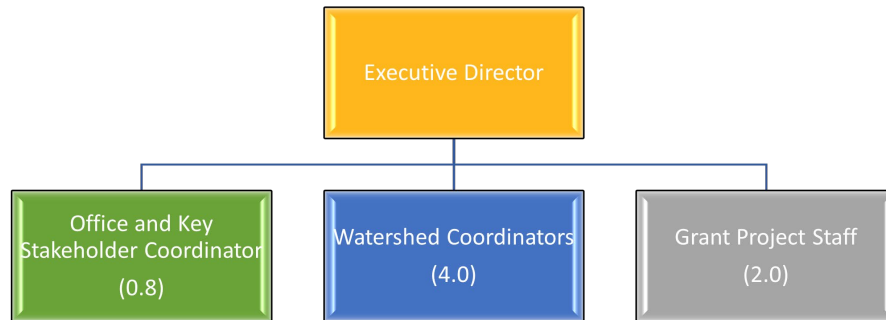 Executive Director
Office and Key
Stakeholder Coordinator
(0.8)
Watershed Coordinators
(4.0)
Grant Project Staff
(2.0)